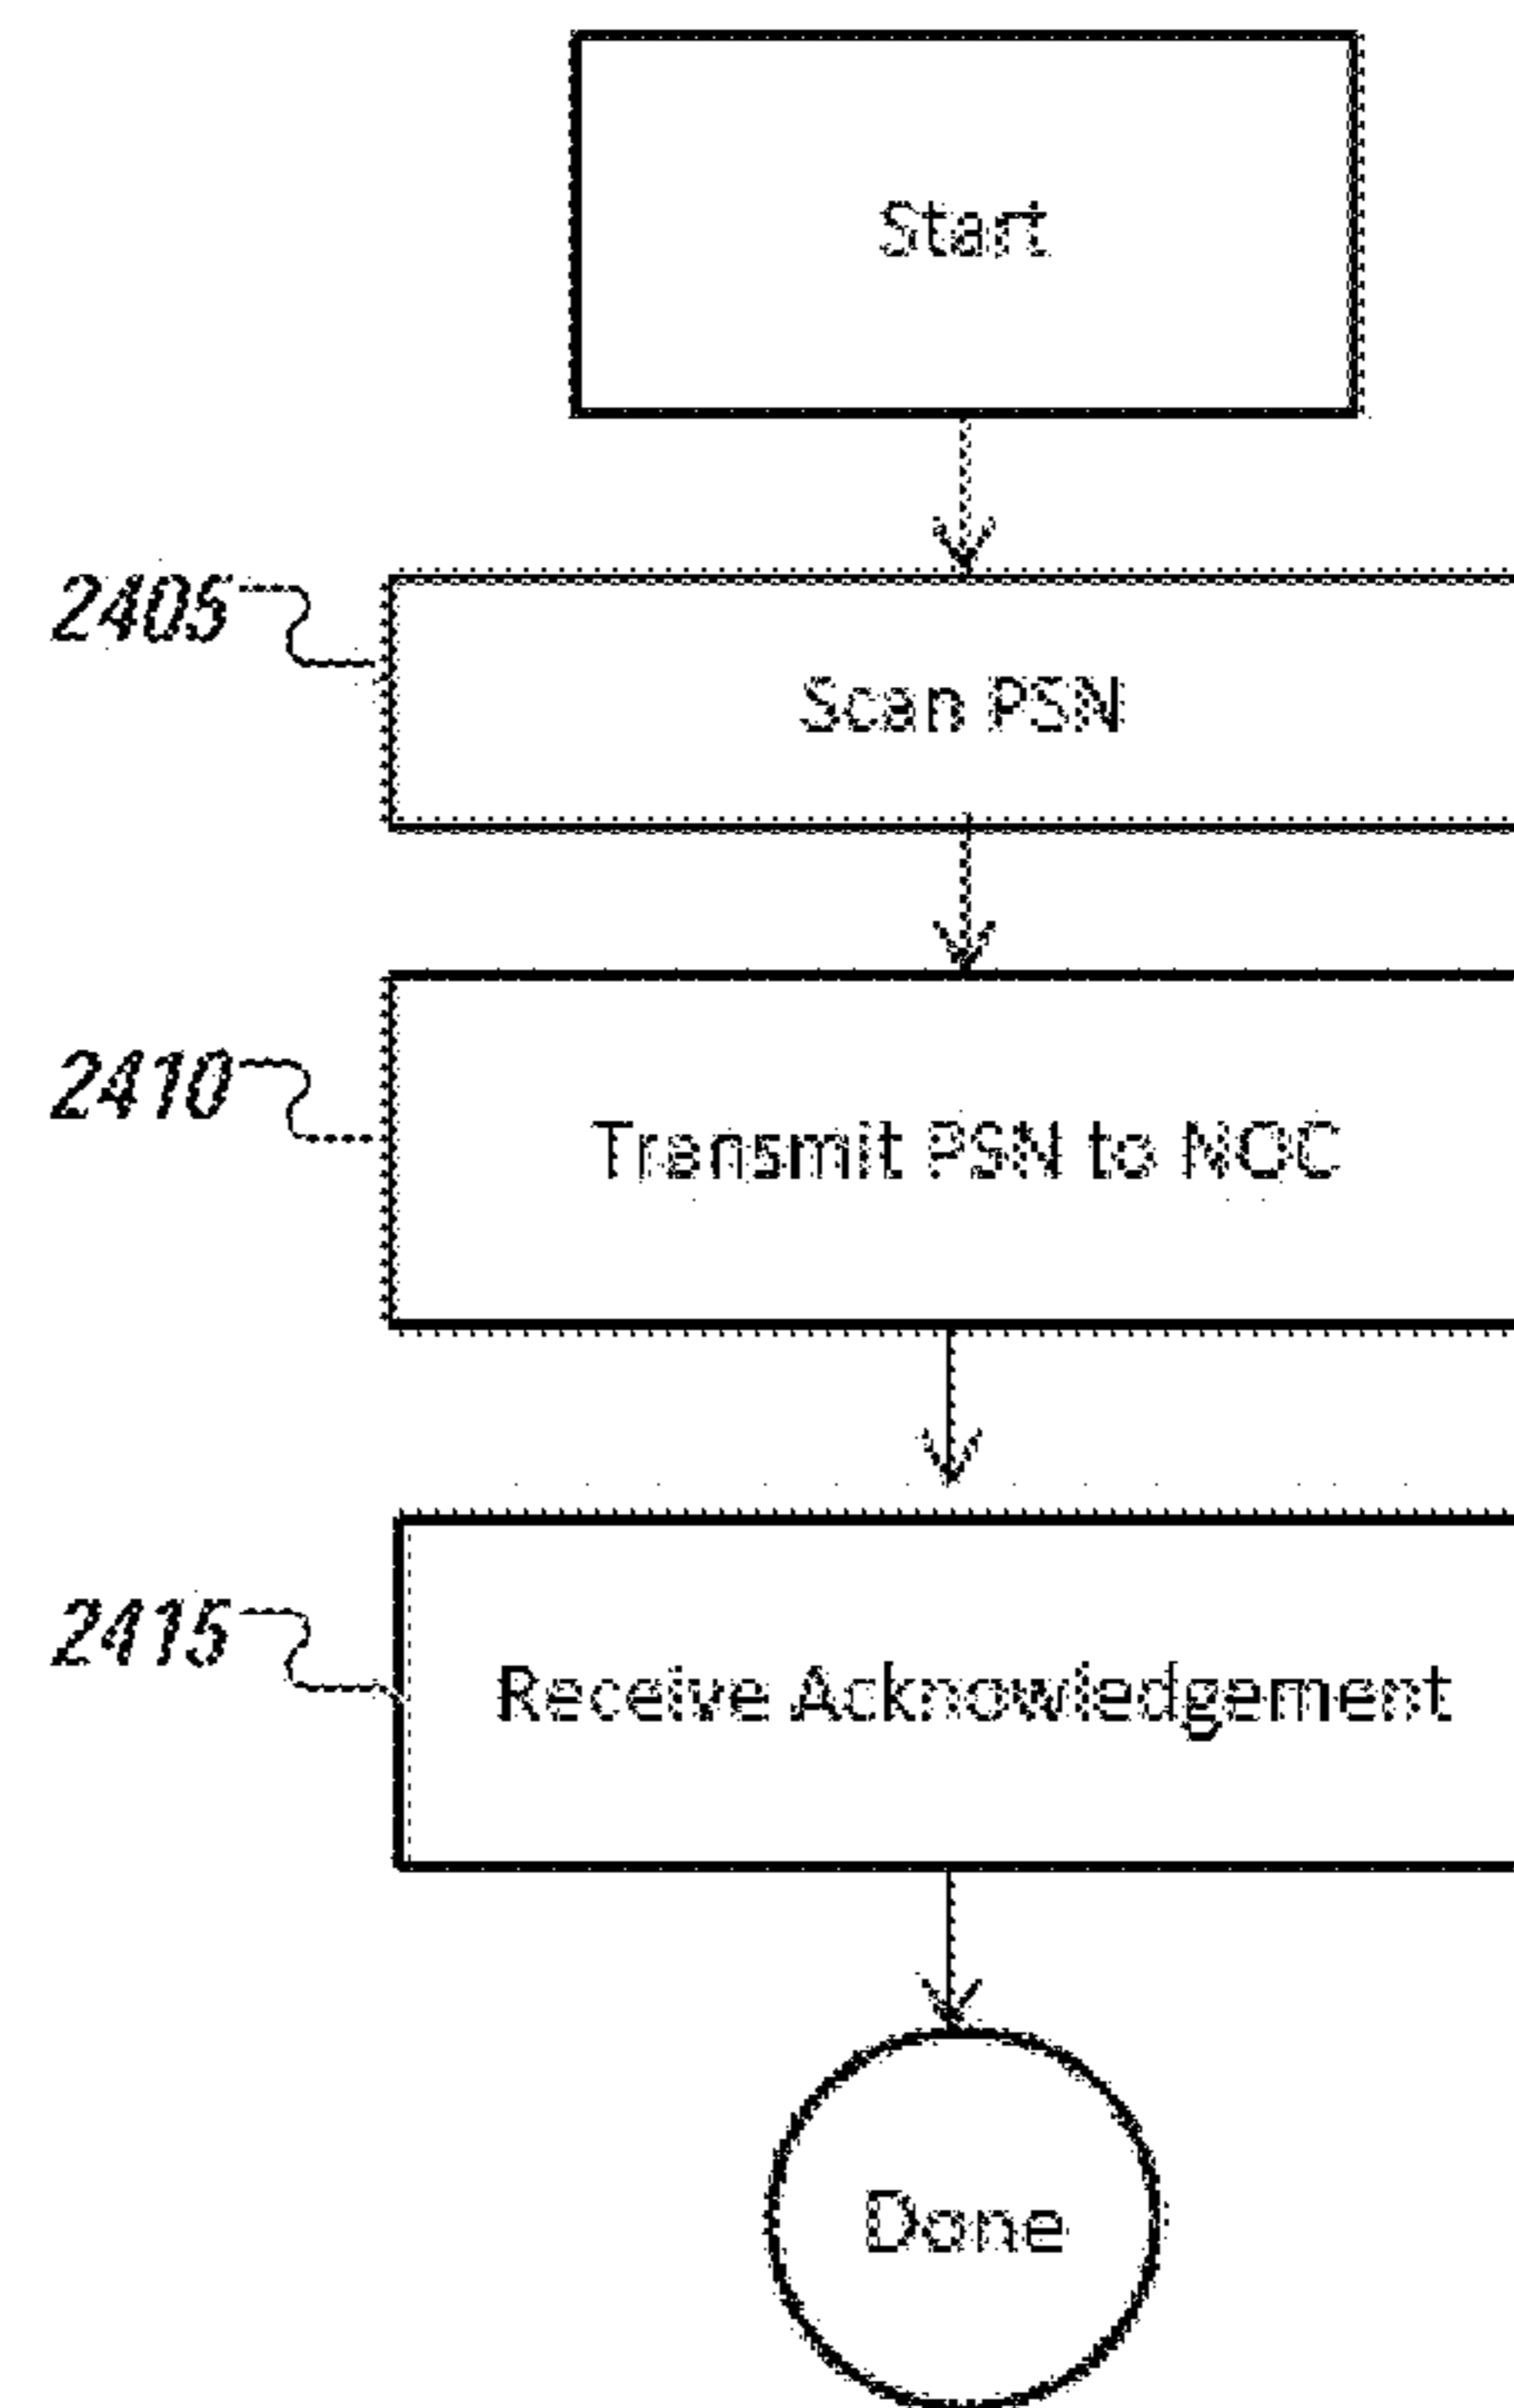 Start
2405
Scan PSN
2410
Transmit PSN to NOC
2415
Receive Acknowledgement
Done